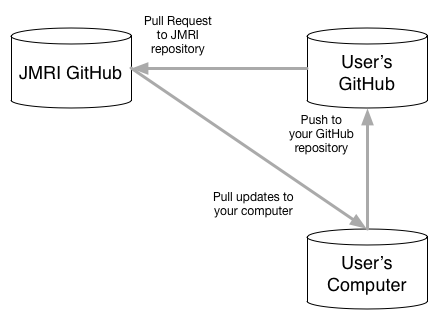 Pull Request
to JMRI
repository
JMRI GitHub
User's
GitHub
Push to
your GitHub
repository
Pull updates to
your computer
User's
Computer